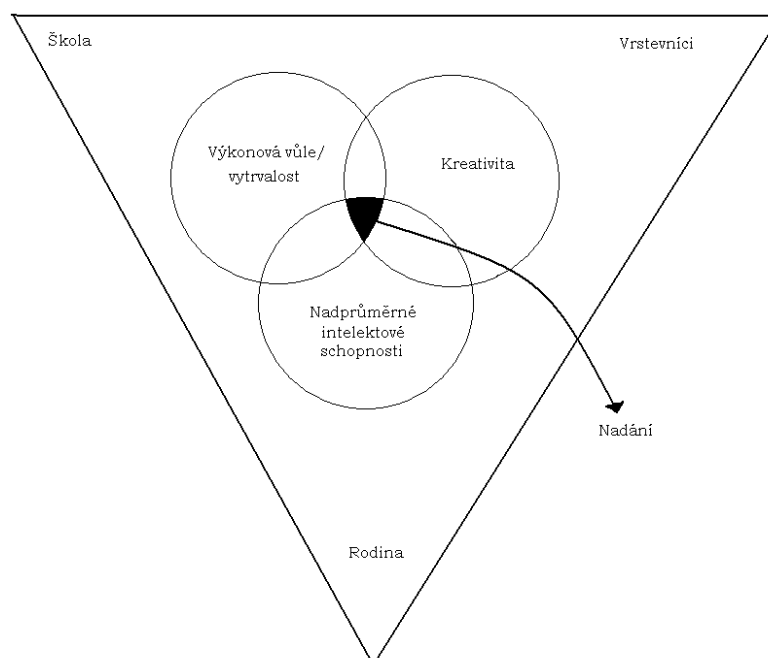 Škola
Vrstevníci
Výkonová vůle/
vytrvalost
Kreativita
Nadprůměrné
intelektové
schopnosti
Nadání
Rodina